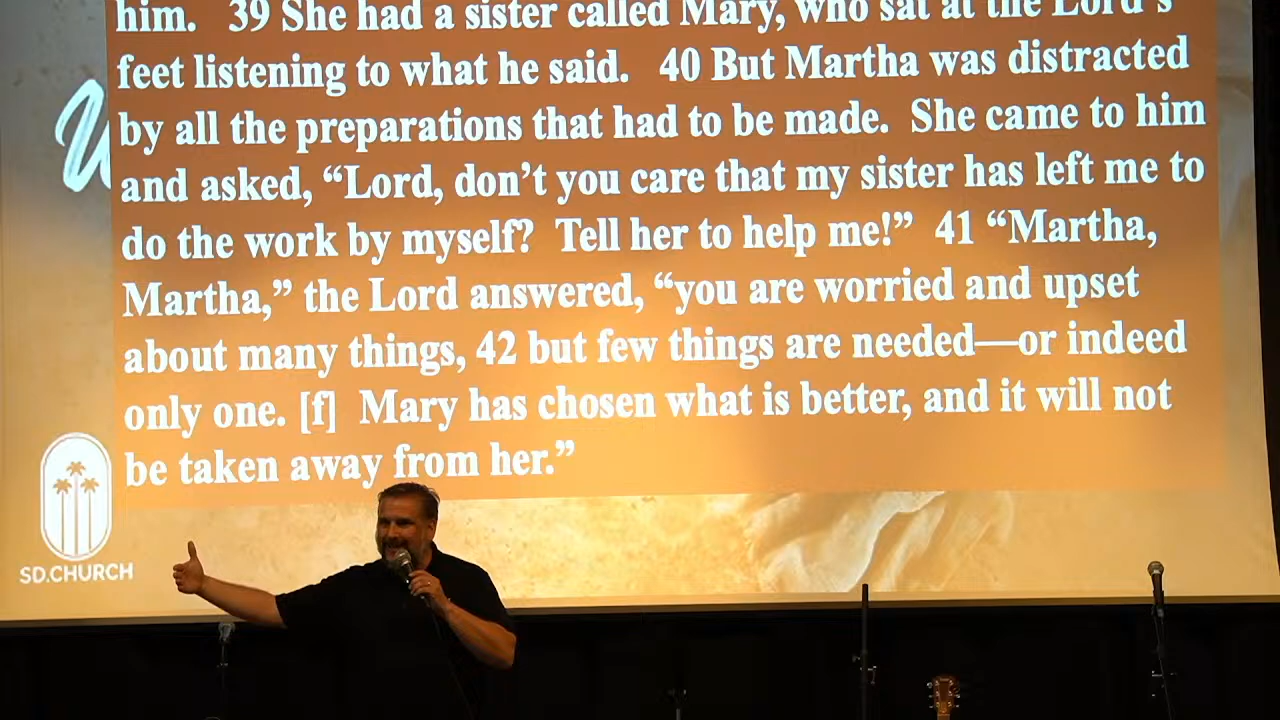 him.   39 She had a sister called Mary, who sat at the Lord's
feet listening to what he said.   40 But Martha was distracted
by all the preparations that had to be made.  She came to him
and asked, “Lord, don’t you care that my sister has left me to
do the work by myself?  Tell her to help me!”  41 “Martha,
Martha,” the Lord answered, “you are worried and upset
about many things, 42 but few things are needed—or indeed
only one. [f]  Mary has chosen what is better, and it will not
be taken away from her.”
SD.CHURCH